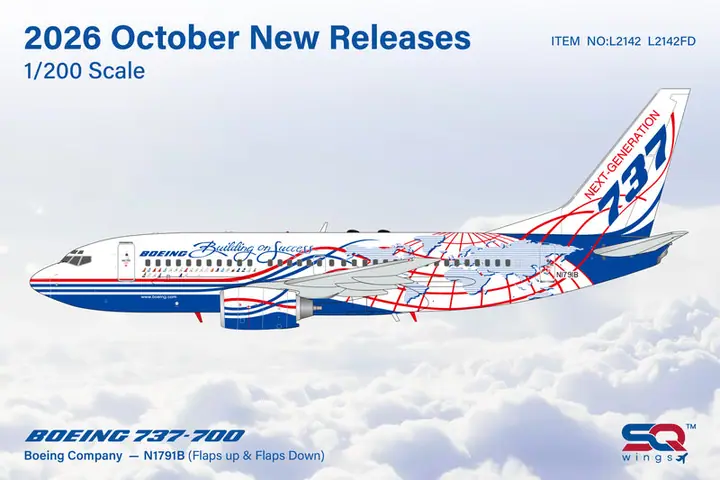 2026 October New Releases
1/200 Scale
ITEM NO:L2142 L2142FD
NEXT-GENERATION
737
BOEING Building on Success
N1791B
www.boeing.com
BOEING 737-700
Boeing Company — N1791B (Flaps up & Flaps Down)
SQ TM
wings